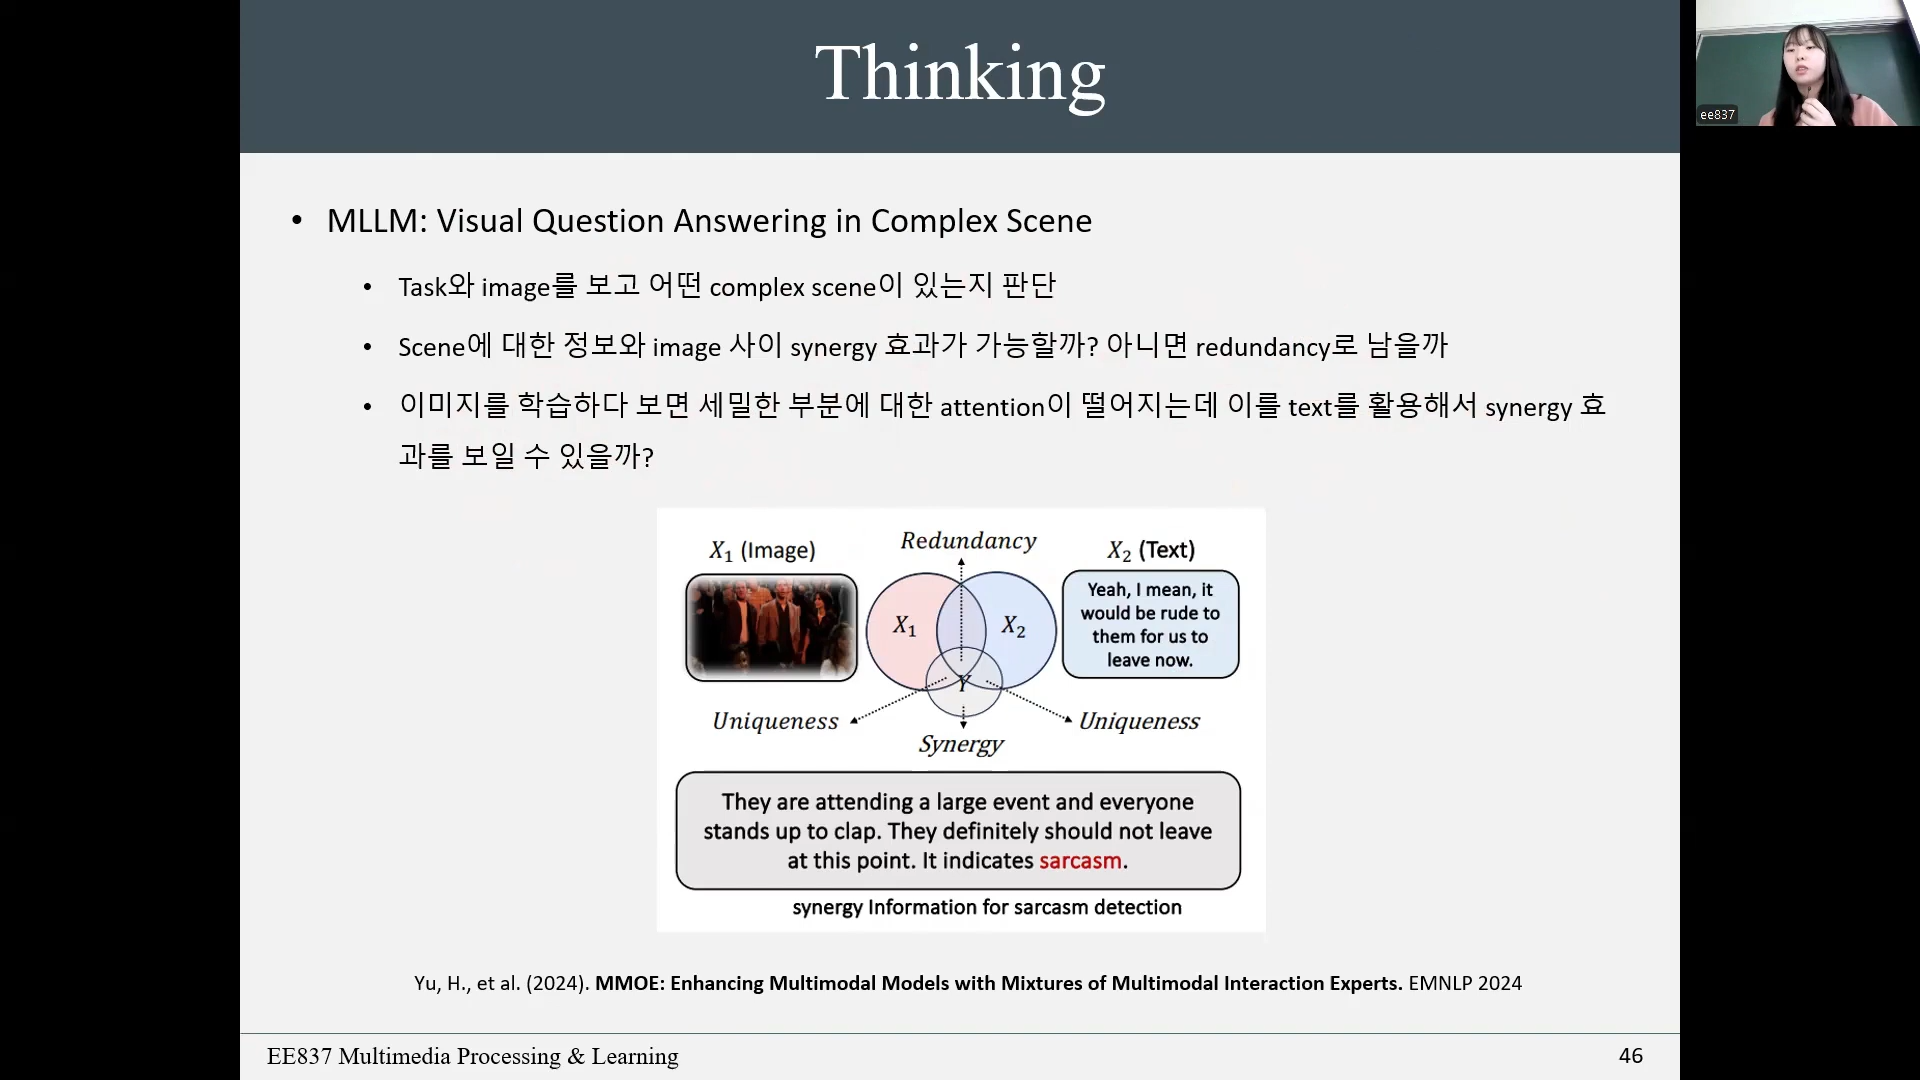 Thinking
ee837
• MLLM: Visual Question Answering in Complex Scene
• Task와 image를 보고 어떤 complex scene이 있는지 판단
• Scene에 대한 정보와 image 사이 synergy 효과가 가능할까? 아니면 redundancy로 남을까
• 이미지를 학습하다 보면 세밀한 부분에 대한 attention이 떨어지는데 이를 text를 활용해서 synergy 효
과를 보일 수 있을까?
X₁ (Image)
Redundancy
X₂ (Text)
X₁
X₂
Y
Yeah, I mean, it
would be rude to
them for us to
leave now.
Uniqueness
Synergy
Uniqueness
They are attending a large event and everyone
stands up to clap. They definitely should not leave
at this point. It indicates sarcasm.
synergy Information for sarcasm detection
Yu, H., et al. (2024). MMOE: Enhancing Multimodal Models with Mixtures of Multimodal Interaction Experts. EMNLP 2024
EE837 Multimedia Processing & Learning
46